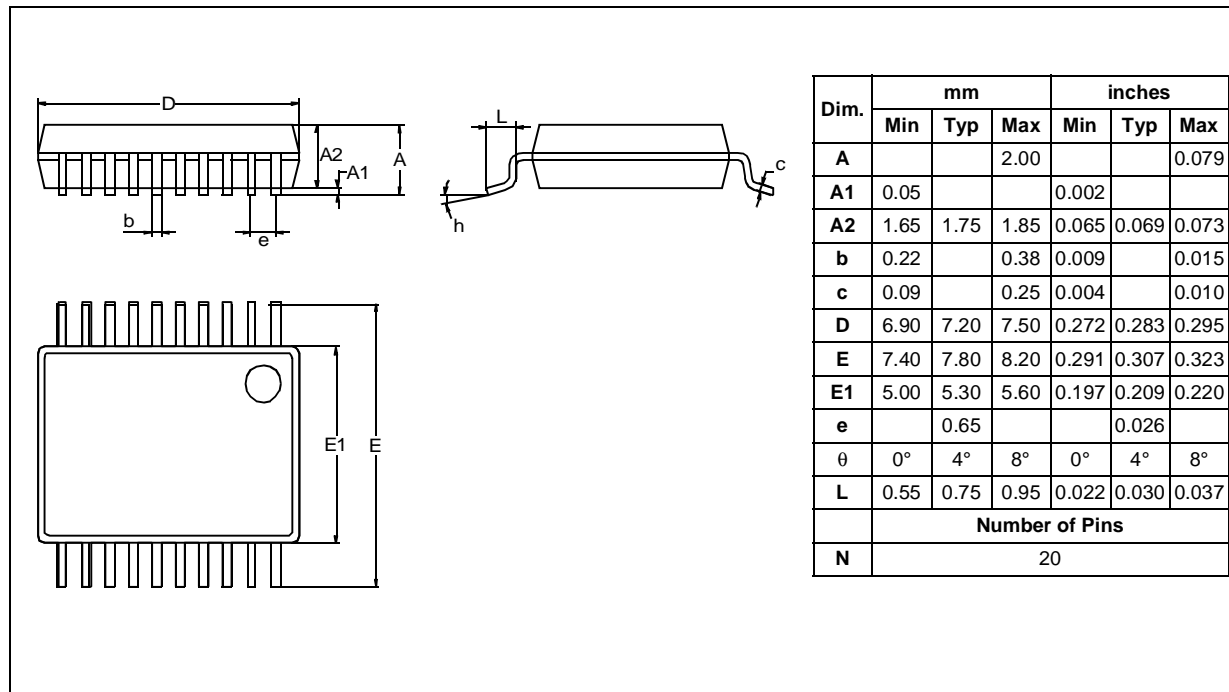 D
A2
A
A1
b
e
L
c
h
E1
E
Dim. mm inches
Min Typ Max Min Typ Max
A 2.00 0.079
A1 0.05 0.002
A2 1.65 1.75 1.85 0.065 0.069 0.073
b 0.22 0.38 0.009 0.015
c 0.09 0.25 0.004 0.010
D 6.90 7.20 7.50 0.272 0.283 0.295
E 7.40 7.80 8.20 0.291 0.307 0.323
E1 5.00 5.30 5.60 0.197 0.209 0.220
e 0.65 0.026
θ 0° 4° 8° 0° 4° 8°
L 0.55 0.75 0.95 0.022 0.030 0.037
Number of Pins
N 20